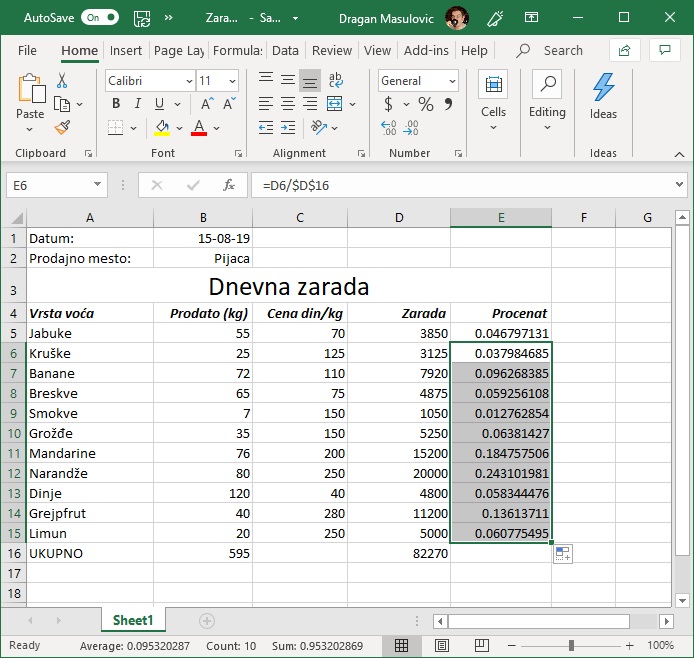 AutoSave On » Zara... - Sa... Dragan Masulovic
File Home Insert Page Lay Formula: Data Review View Add-ins Help Search
Calibri 11 General
Paste B I U A A ab $ % 9 Cells Editing Ideas
A .00 .00
Clipboard Font Alignment Number Ideas
E6 fx =D6/$D$16
A B C D E F G
1 Datum: 15-08-19
2 Prodajno mesto: Pijaca
3 Dnevna zarada
4 Vrsta voća Prodato (kg) Cena din/kg Zarada Procenat
5 Jabuke 55 70 3850 0.046797131
6 Kruške 25 125 3125 0.037984685
7 Banane 72 110 7920 0.096268385
8 Breskve 65 75 4875 0.059256108
9 Smokve 7 150 1050 0.012762854
10 Grožđe 35 150 5250 0.06381427
11 Mandarine 76 200 15200 0.184757506
12 Narandže 80 250 20000 0.243101981
13 Dinje 120 40 4800 0.058344476
14 Grejpfrut 40 280 11200 0.13613711
15 Limun 20 250 5000 0.060775495
16 UKUPNO 595 82270
17
18
Sheet1
Ready Average: 0.095320287 Count: 10 Sum: 0.953202869 100%